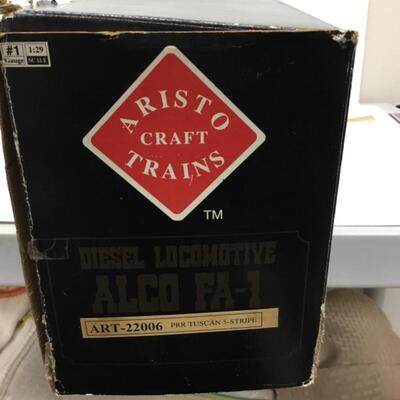 #1 1:29
Gauge SCALE
ARISTO
CRAFT
TRAINS
TM
DIESEL LOCOMOTIVE
ALCO FA-1
ART-22006 PRR TUSCAN 5-STRIPE